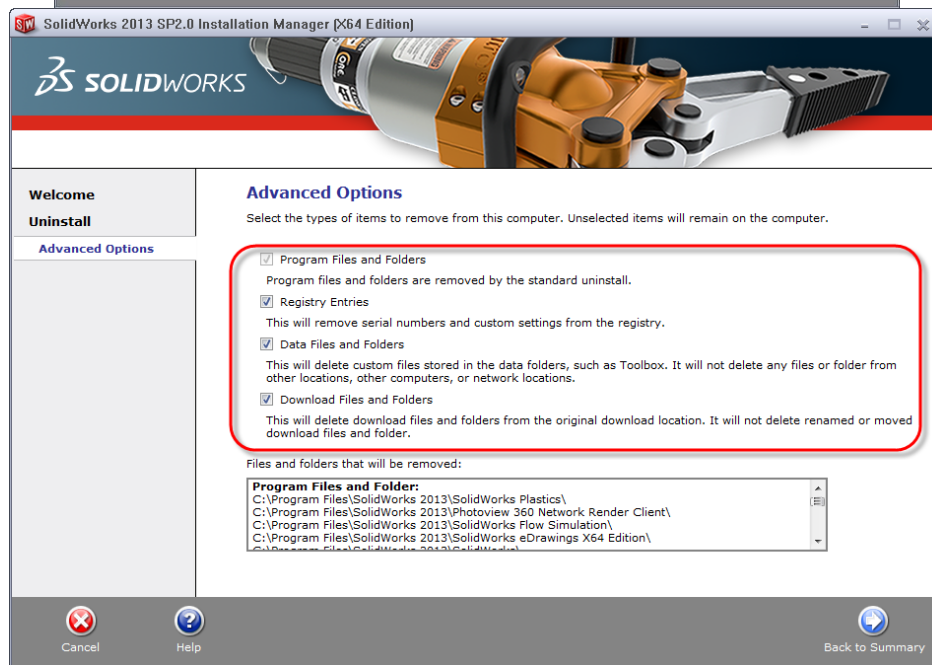 SolidWorks 2013 SP2.0 Installation Manager (X64 Edition)
SOLIDWORKS
Welcome
Uninstall
Advanced Options
Advanced Options
Select the types of items to remove from this computer. Unselected items will remain on the computer.
Program Files and Folders
Program files and folders are removed by the standard uninstall.
Registry Entries
This will remove serial numbers and custom settings from the registry.
Data Files and Folders
This will delete custom files stored in the data folders, such as Toolbox. It will not delete any files or folder from
other locations, other computers, or network locations.
Download Files and Folders
This will delete download files and folders from the original download location. It will not delete renamed or moved
download files and folder.
Files and folders that will be removed:
Program Files and Folder:
C:\Program Files\SolidWorks 2013\SolidWorks Plastics\
C:\Program Files\SolidWorks 2013\Photoview 360 Network Render Client\
C:\Program Files\SolidWorks 2013\SolidWorks Flow Simulation\
C:\Program Files\SolidWorks 2013\SolidWorks eDrawings X64 Edition\
C:\Program Files\SolidWorks 2013\SolidWorks\
Cancel
Help
Back to Summary